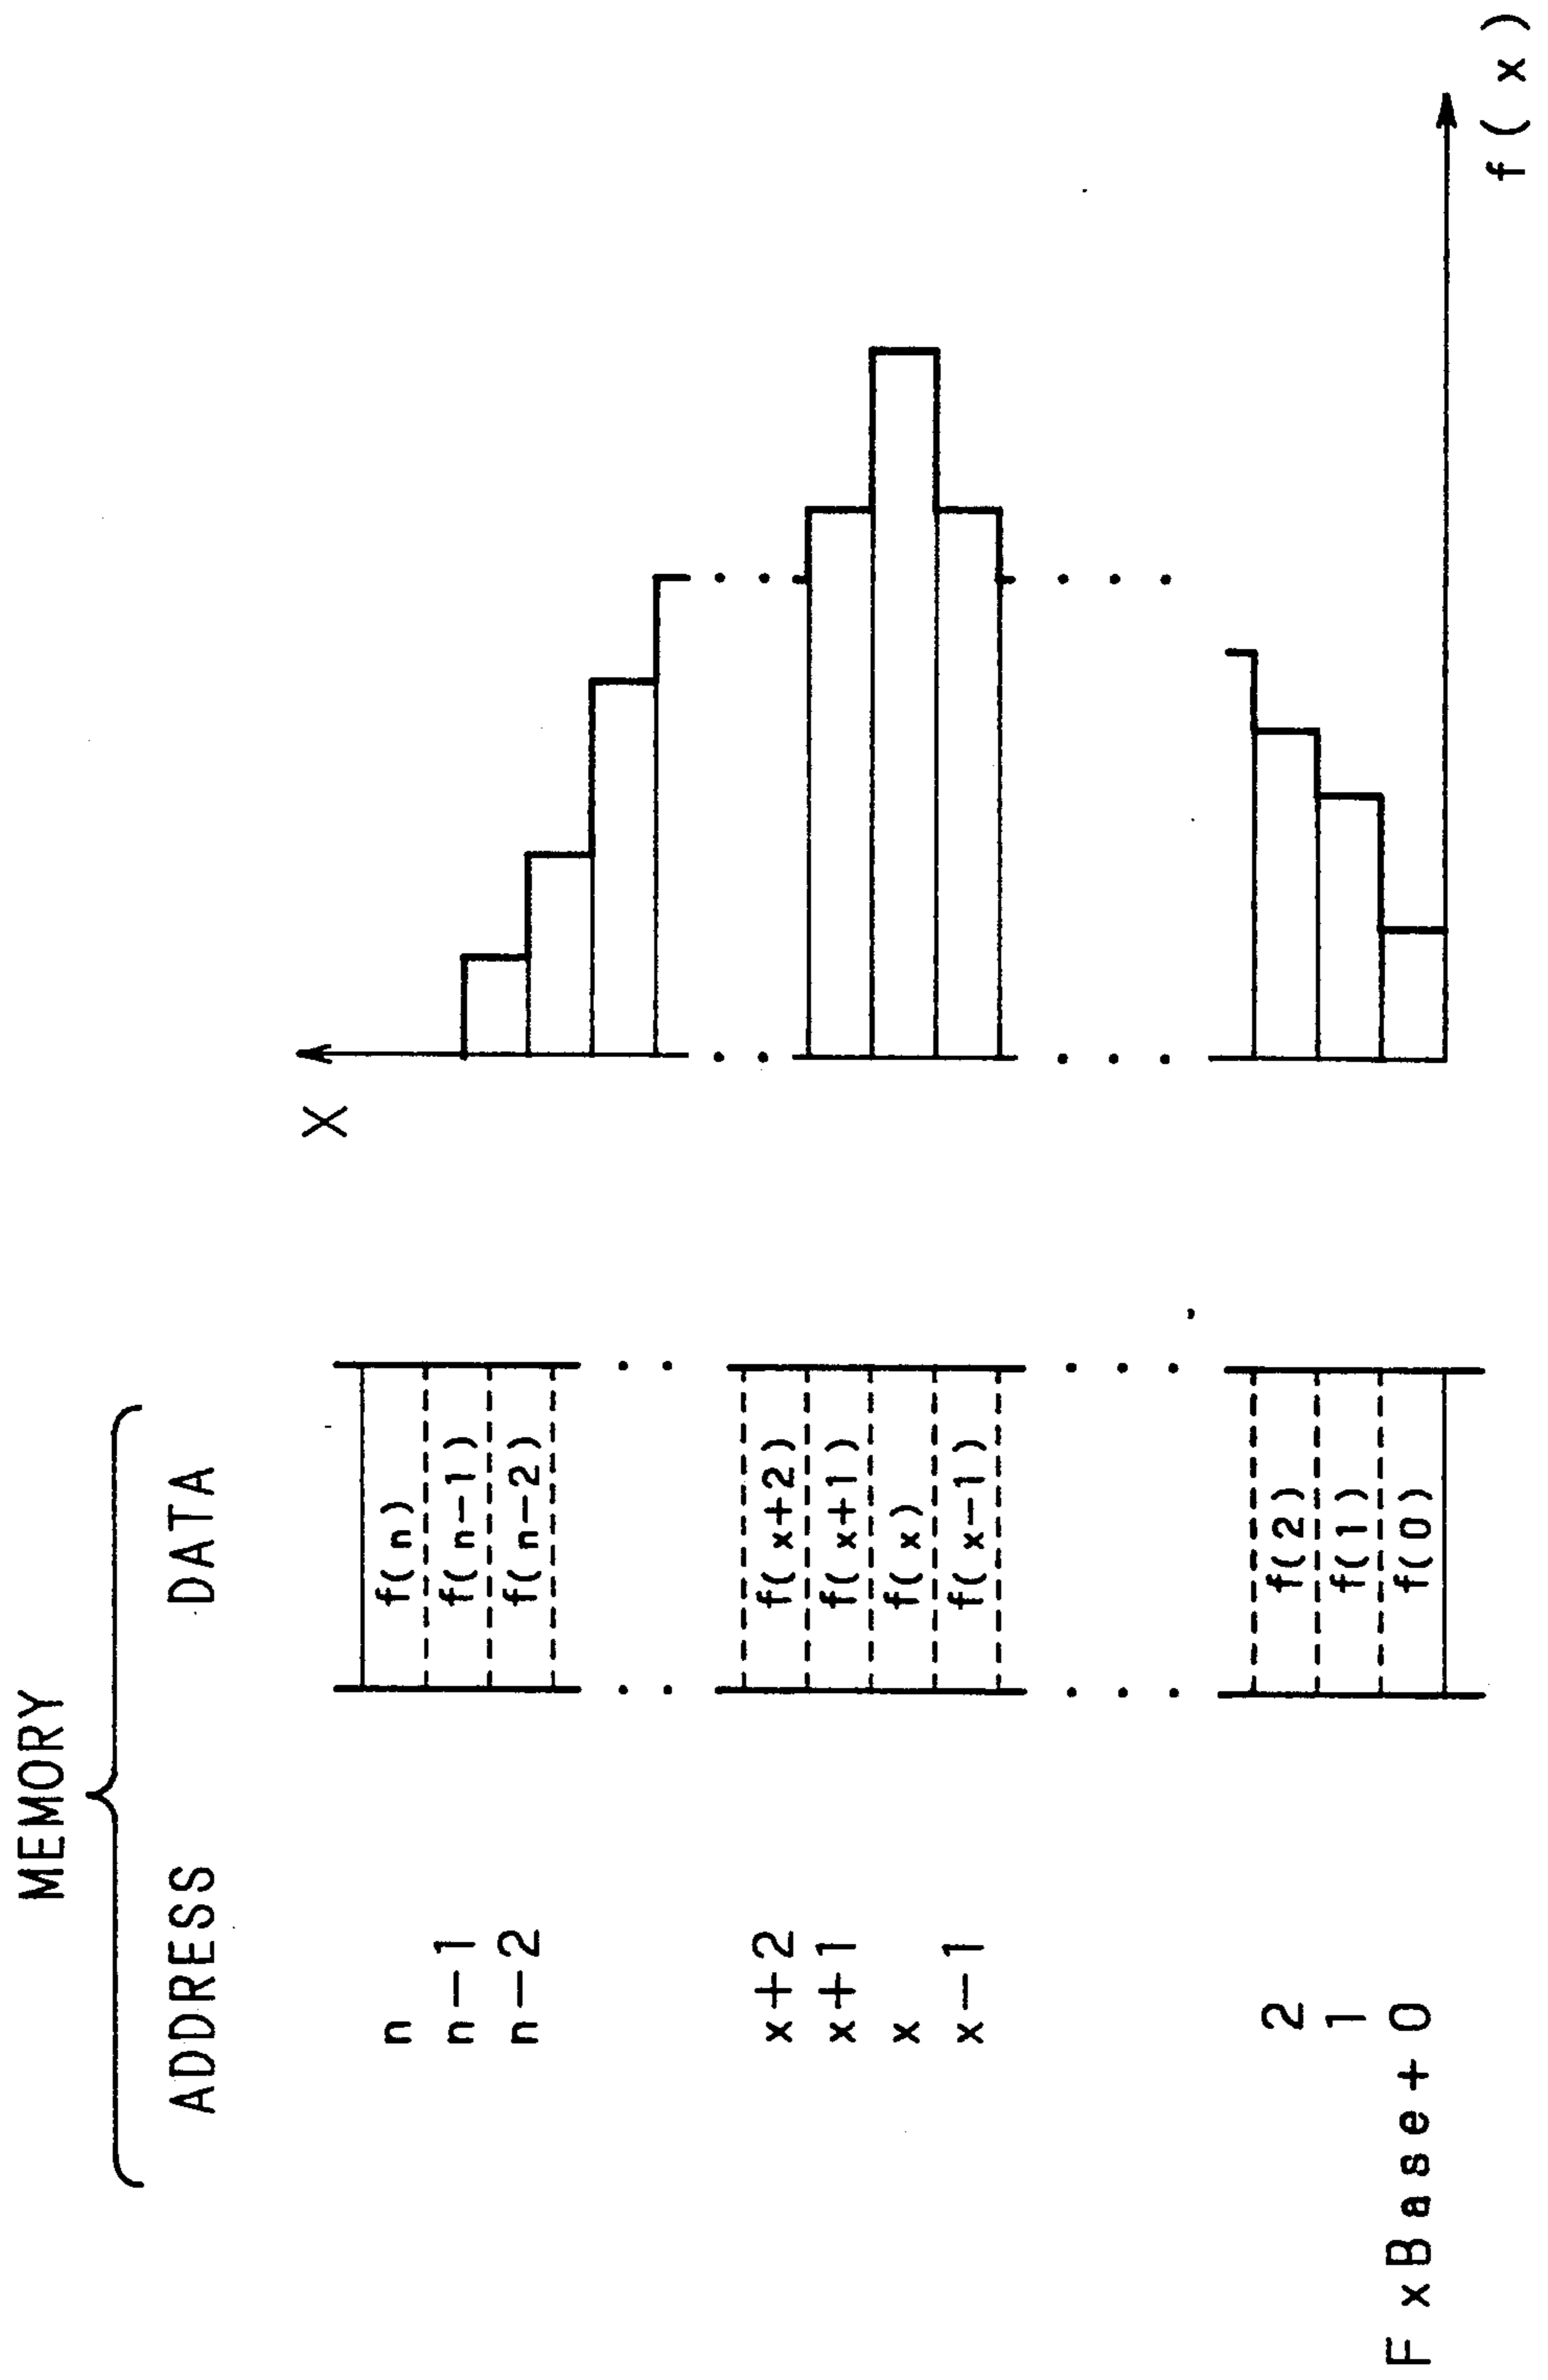 MEMORY
ADDRESS DATA
n f(n)
n-1 f(n-1)
n-2 f(n-2)
x+2 f(x+2)
x+1 f(x+1)
x f(x)
x-1 f(x-1)
2 f(2)
1 f(1)
FxBase+0 f(0)
X
f(x)